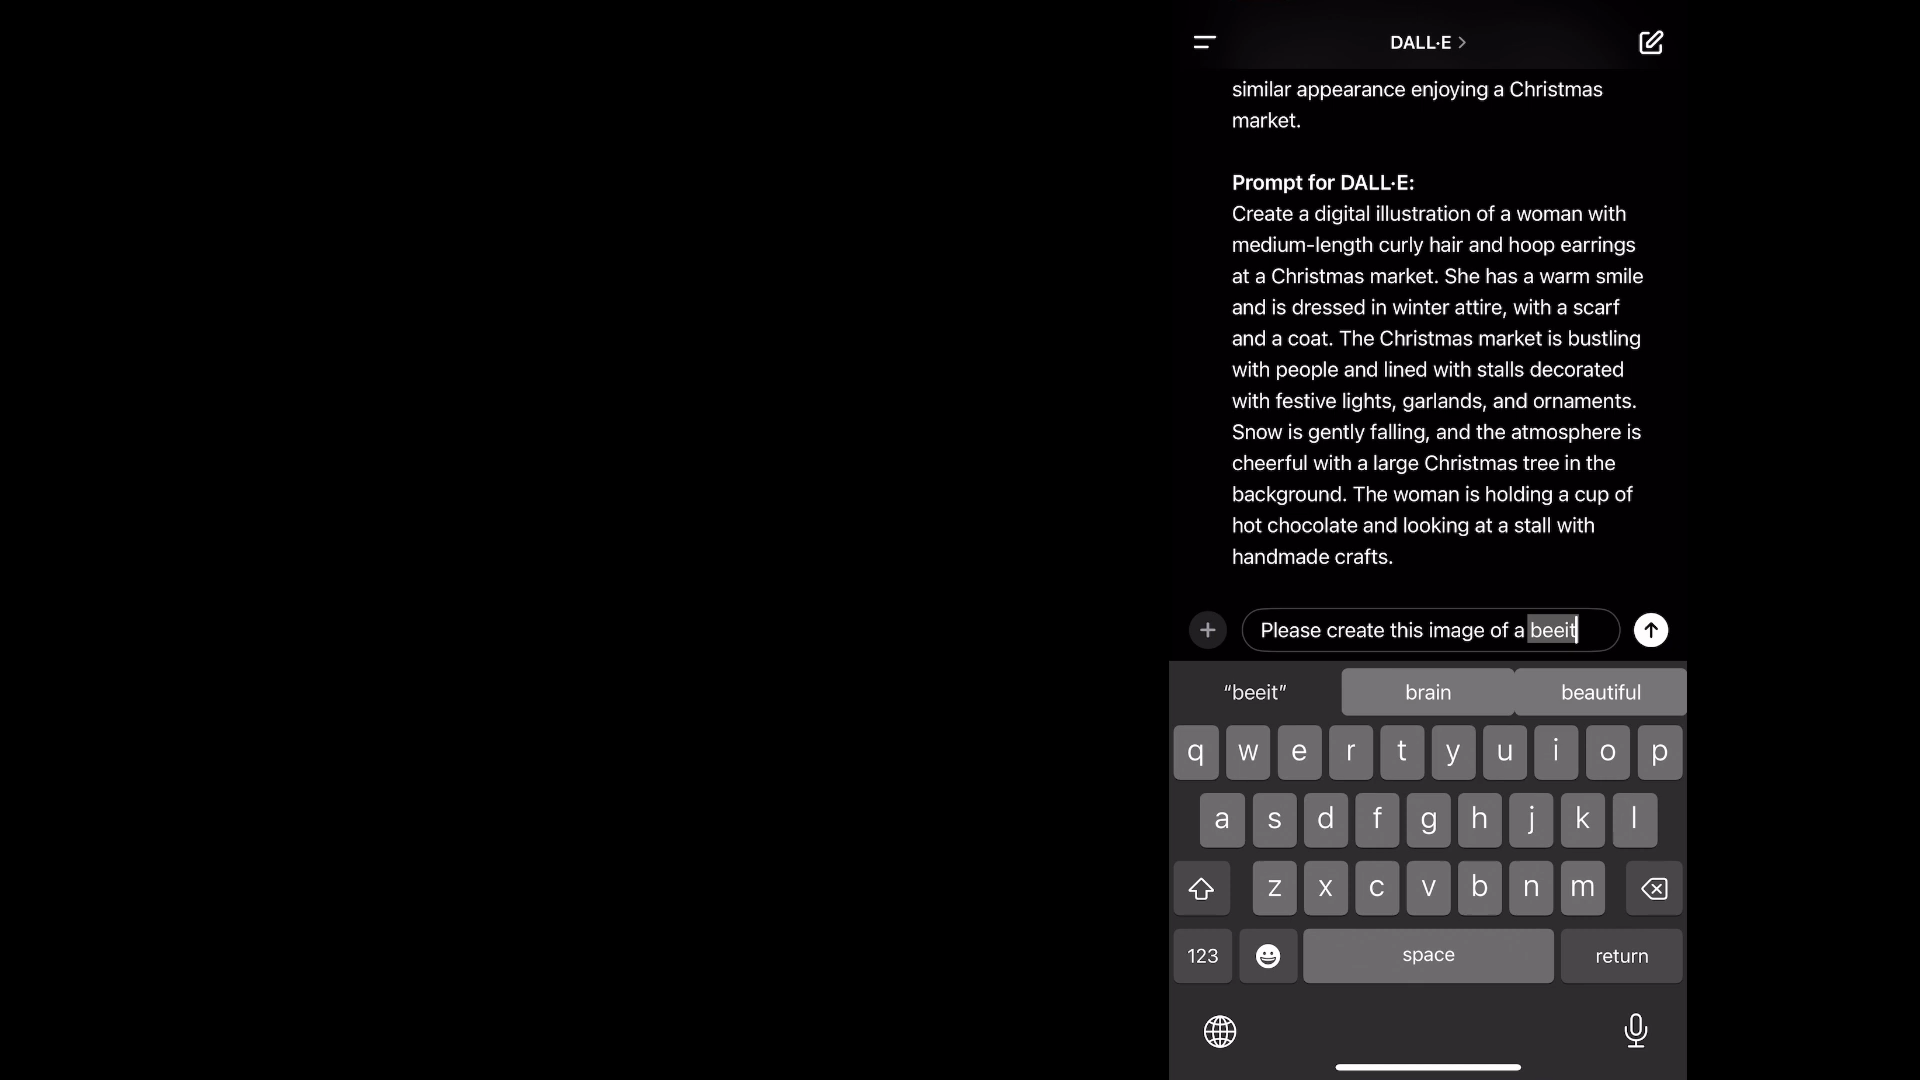 DALL·E
similar appearance enjoying a Christmas
market.
Prompt for DALL·E:
Create a digital illustration of a woman with
medium-length curly hair and hoop earrings
at a Christmas market. She has a warm smile
and is dressed in winter attire, with a scarf
and a coat. The Christmas market is bustling
with people and lined with stalls decorated
with festive lights, garlands, and ornaments.
Snow is gently falling, and the atmosphere is
cheerful with a large Christmas tree in the
background. The woman is holding a cup of
hot chocolate and looking at a stall with
handmade crafts.
Please create this image of a beeit
“beeit” brain beautiful
q w e r t y u i o p
a s d f g h j k l
z x c v b n m
123 space return